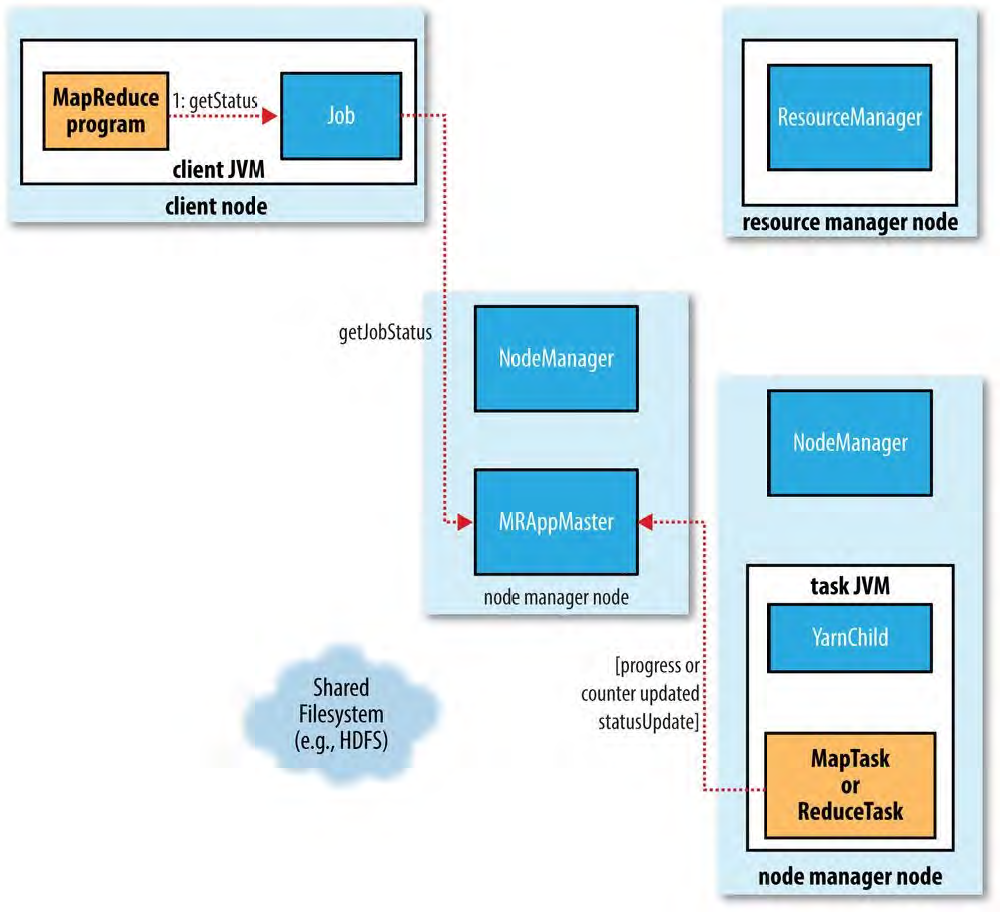 MapReduce
program
1: getStatus
Job
client JVM
client node
ResourceManager
resource manager node
getJobStatus
NodeManager
MRAppMaster
node manager node
NodeManager
task JVM
YarnChild
[progress or
counter updated
statusUpdate]
MapTask
or
ReduceTask
node manager node
Shared
Filesystem
(e.g., HDFS)